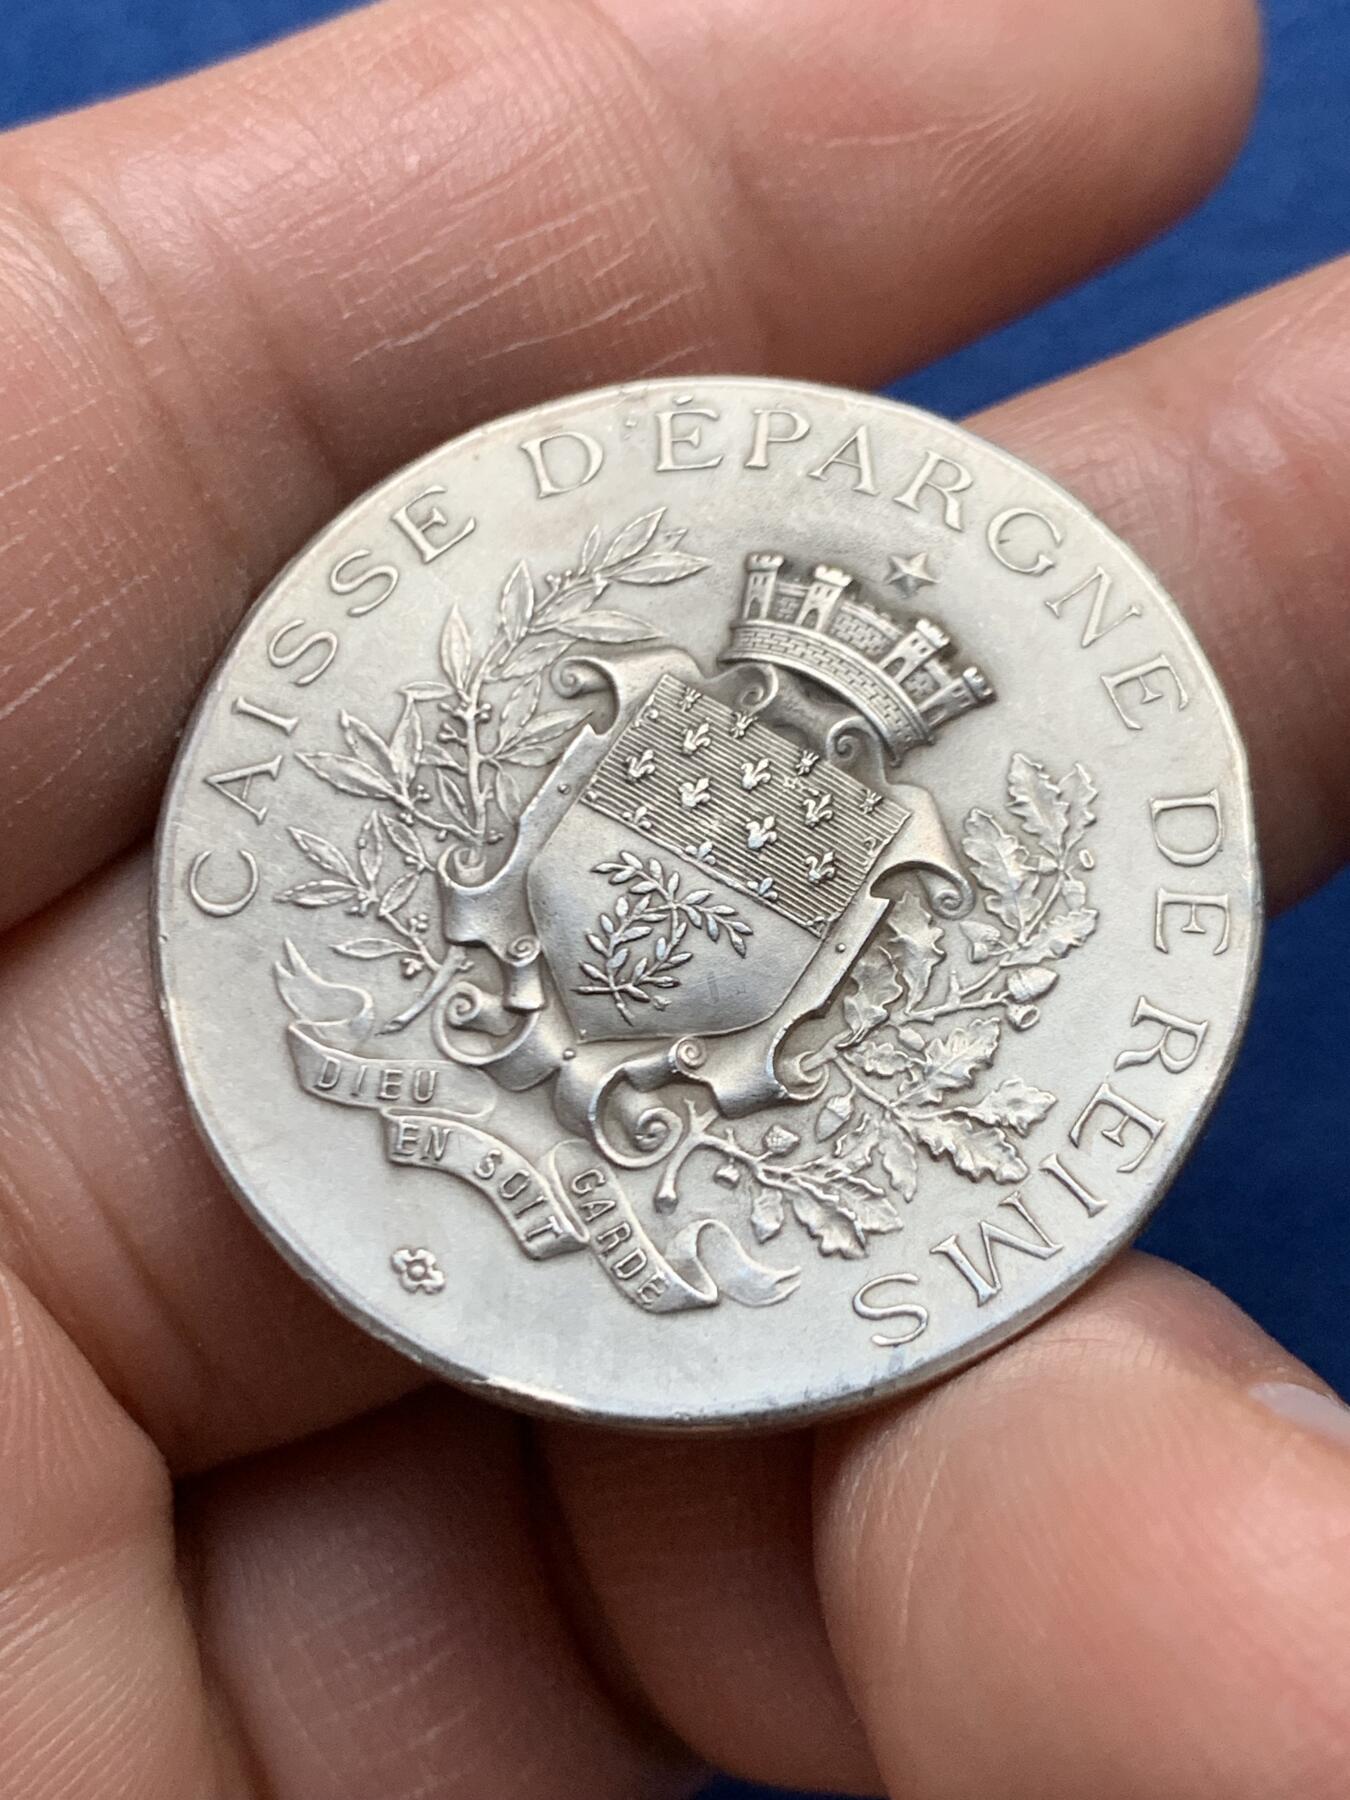 CAISSE D'ÉPARGNE DE REIMS
DIEU
EN SOIT
GARDE